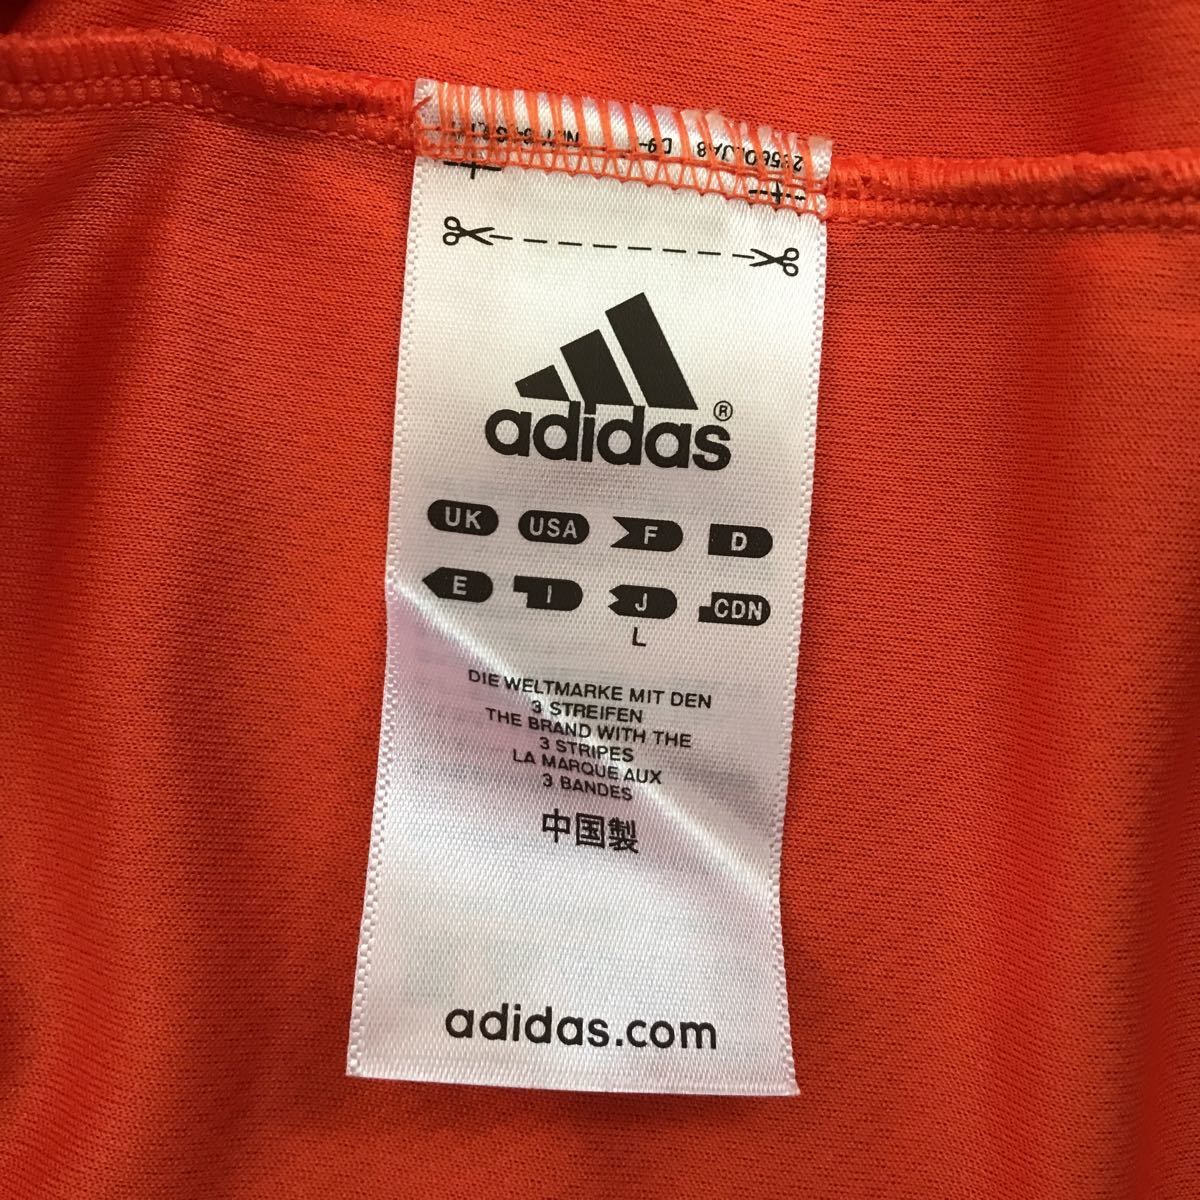 adidas®
UK USA F D
E I J CDN
L
DIE WELTMARKE MIT DEN
3 STREIFEN
THE BRAND WITH THE
3 STRIPES
LA MARQUE AUX
3 BANDES
中国製
adidas.com